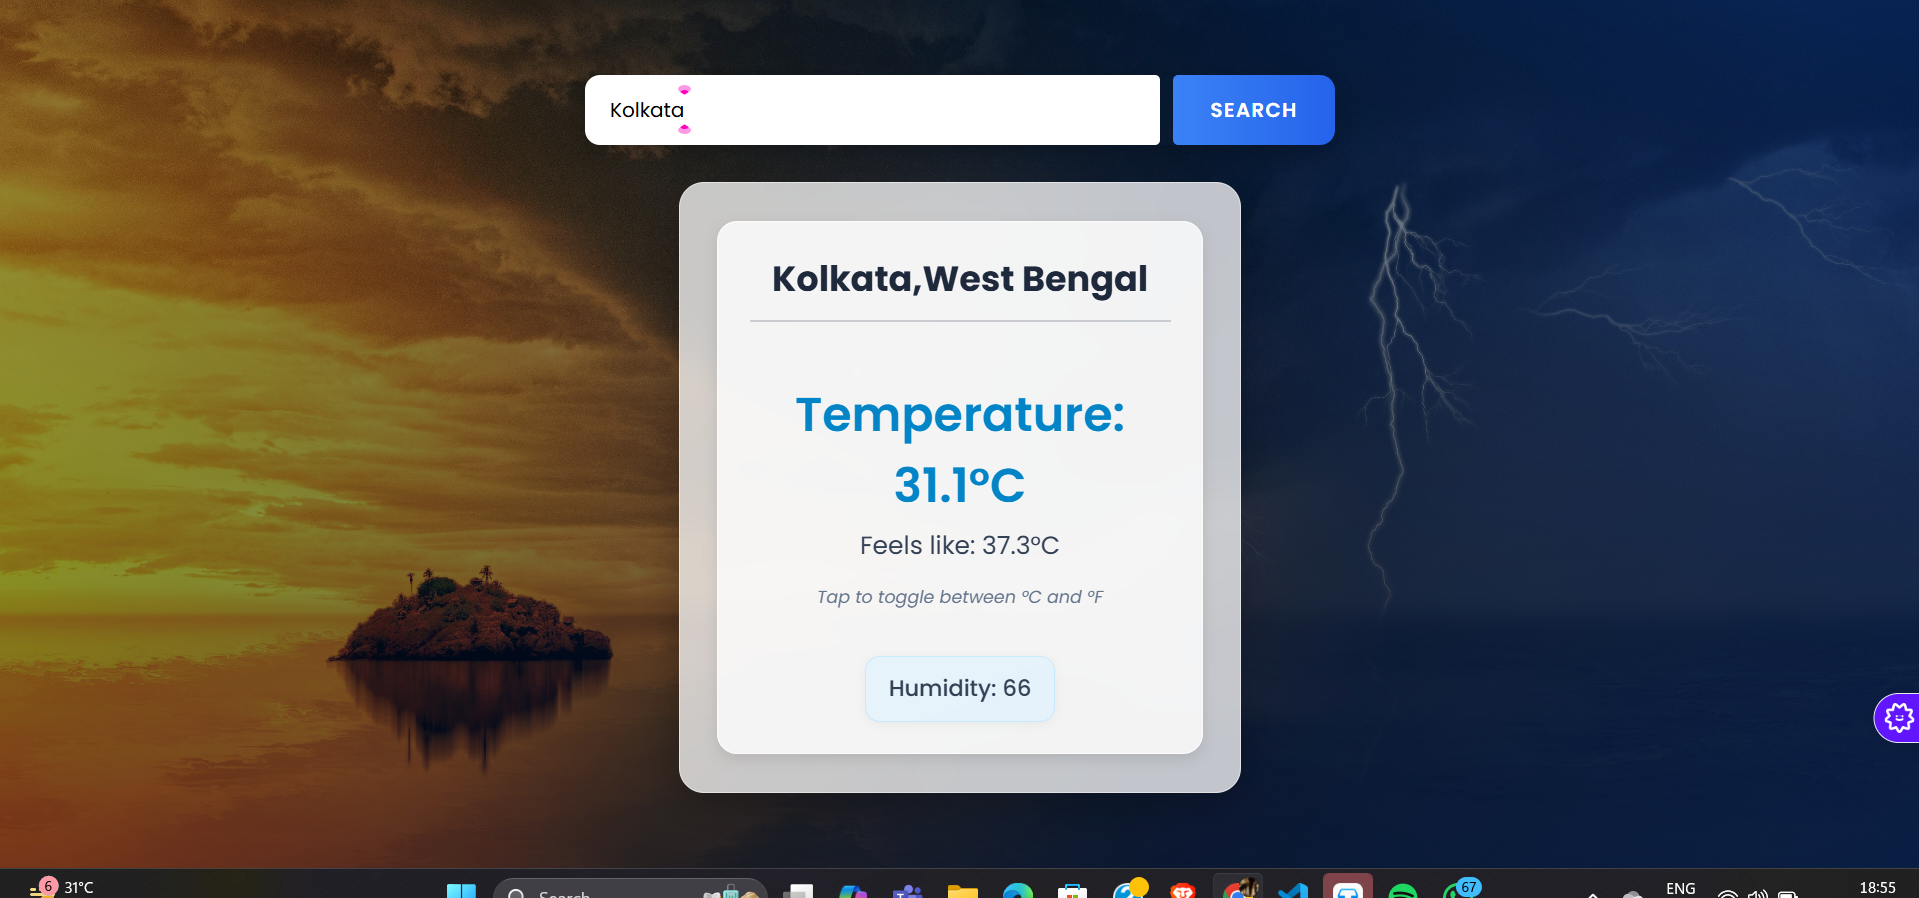 Kolkata
SEARCH
Kolkata,West Bengal
Temperature:
31.1°C
Feels like: 37.3°C
Tap to toggle between °C and °F
Humidity: 66
6
31°C
Search
67
ENG
18:55